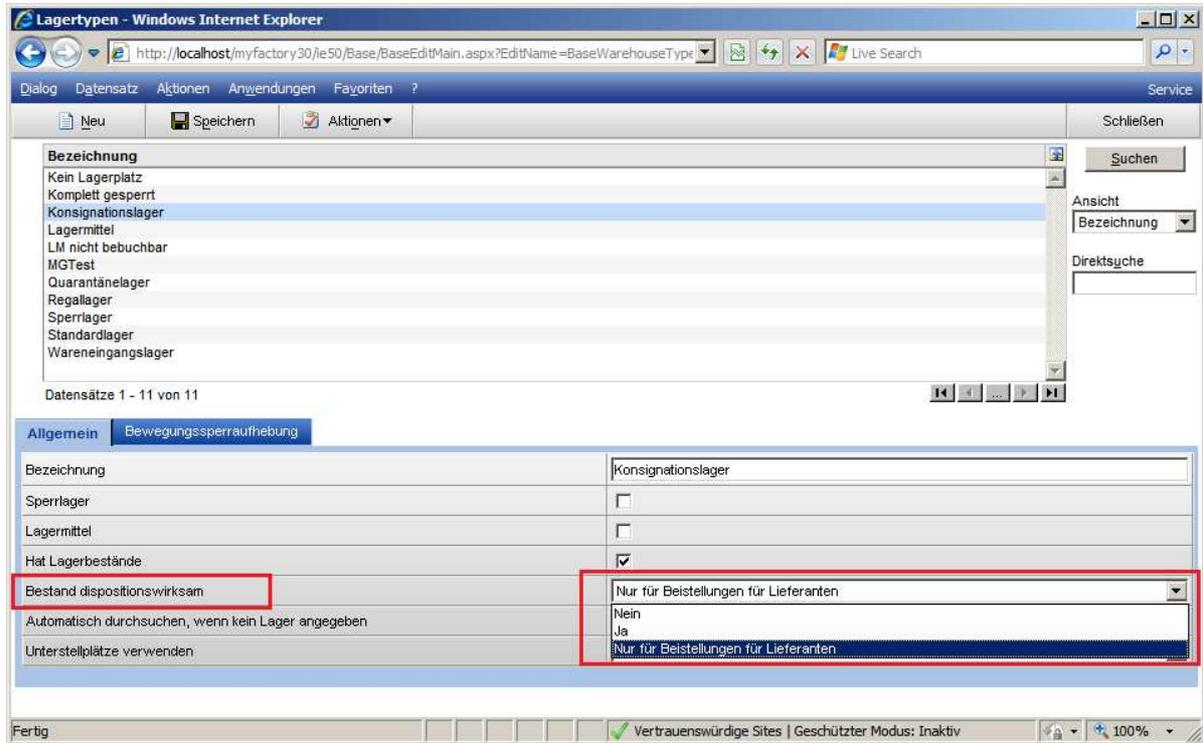 Lagertypen - Windows Internet Explorer
http://localhost/myfactory30/ie50/Base/BaseEditMain.aspx?EditName=BaseWarehouseType
Live Search
Dialog Datensatz Aktionen Anwendungen Favoriten ? Service
Neu Speichern Aktionen Schließen
Bezeichnung
Suchen
Kein Lagerplatz
Komplett gesperrt
Konsignationslager
Lagermittel
LM nicht bebuchbar
MGTest
Quarantänelager
Regallager
Sperrlager
Standardlager
Wareneingangslager
Ansicht
Bezeichnung
Direktsuche
Datensätze 1 - 11 von 11
...
Allgemein Bewegungssperraufhebung
Bezeichnung Konsignationslager
Sperrlager
Lagermittel
Hat Lagerbestände
Bestand dispositionswirksam Nur für Beistellungen für Lieferanten
Nein
Automatisch durchsuchen, wenn kein Lager angegeben Ja
Unterstellplätze verwenden Nur für Beistellungen für Lieferanten
Fertig Vertrauenswürdige Sites | Geschützter Modus: Inaktiv 100%